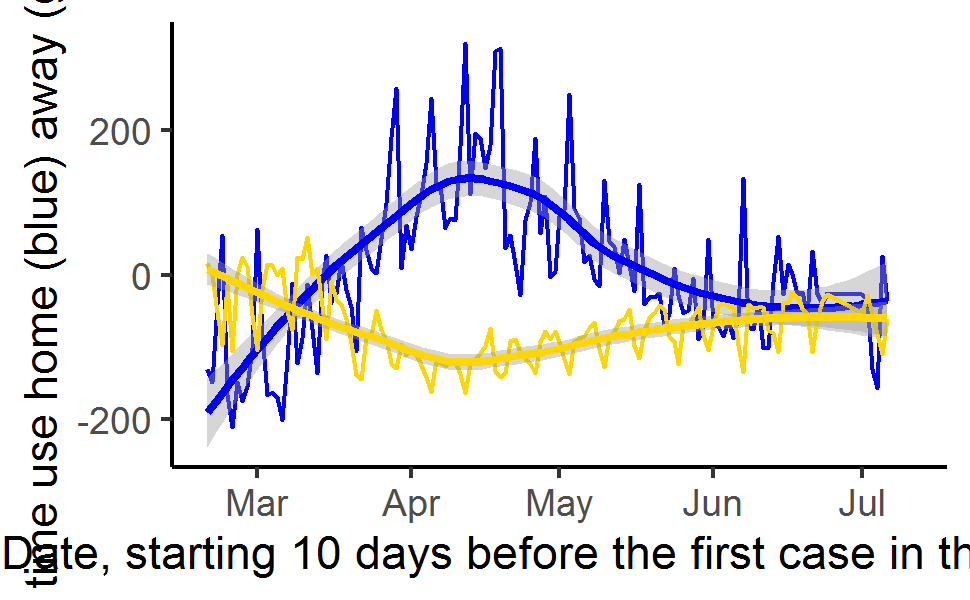 time use home (blue) away (
200
0
-200
Mar Apr May Jun Jul
Date, starting 10 days before the first case in th